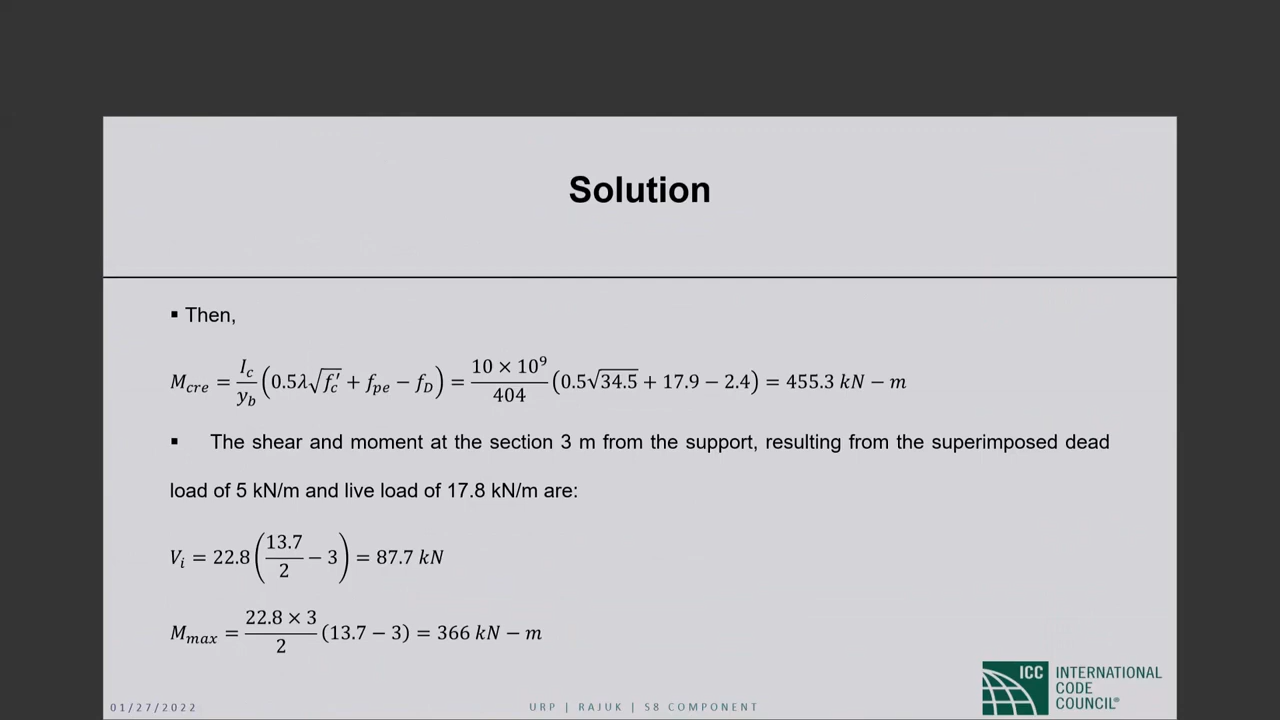 Solution
▪ Then,
M_cre = I_c/y_b (0.5λ√f_c′ + f_pe − f_D) = 10 × 10⁹/404 (0.5√34.5 + 17.9 − 2.4) = 455.3 kN − m
▪ The shear and moment at the section 3 m from the support, resulting from the superimposed dead
load of 5 kN/m and live load of 17.8 kN/m are:
V_i = 22.8 (13.7/2 − 3) = 87.7 kN
M_max = 22.8 × 3/2 (13.7 − 3) = 366 kN − m
01/27/2022
URP | RAJUK | S8 COMPONENT
ICC INTERNATIONAL
CODE
COUNCIL®